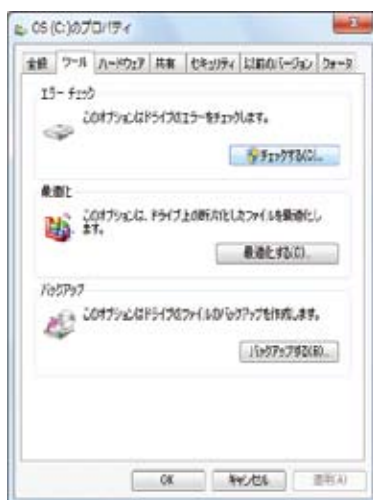 OS (C:)のプロパティ
全般 ツール ハードウェア 共有 セキュリティ 以前のバージョン クォータ
エラー チェック
このオプションはドライブのエラーをチェックします。
チェックする(C)...
最適化
このオプションは、ドライブ上の断片化したファイルを最適化し
ます。
最適化する(D)...
バックアップ
このオプションはドライブのファイルのバックアップを作成します。
バックアップする(B)...
OK キャンセル 適用(A)